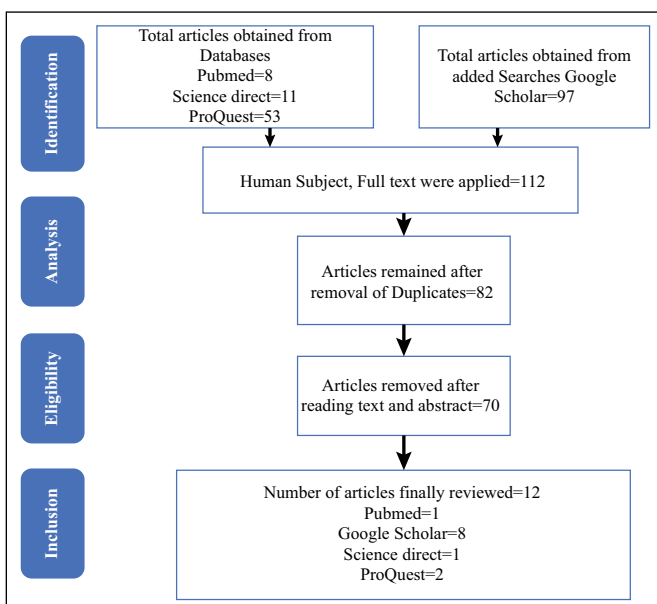 Identification
Total articles obtained from
Databases
Pubmed=8
Science direct=11
ProQuest=53
Total articles obtained from
added Searches Google
Scholar=97
Human Subject, Full text were applied=112
Analysis
Articles remained after
removal of Duplicates=82
Eligibility
Articles removed after
reading text and abstract=70
Inclusion
Number of articles finally reviewed=12
Pubmed=1
Google Scholar=8
Science direct=1
ProQuest=2